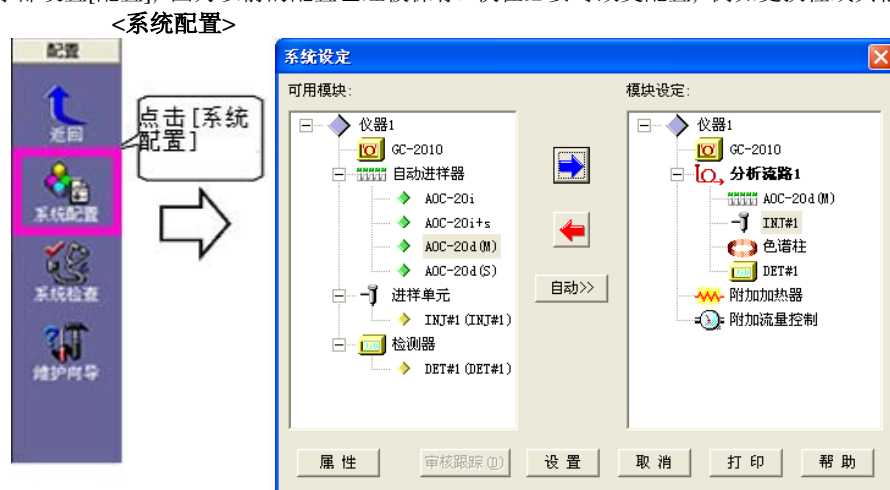 <系统配置>
配置
返回
系统配置
系统检查
维护向导
点击[系统
配置]
系统设定
可用模块:
仪器1
GC-2010
自动进样器
AOC-20i
AOC-20i+s
AOC-20d(M)
AOC-20d(S)
进样单元
INJ#1(INJ#1)
检测器
DET#1(DET#1)
自动>>
模块设定:
仪器1
GC-2010
分析流路1
AOC-20d(M)
INJ#1
色谱柱
DET#1
附加加热器
附加流量控制
属 性
审核跟踪(I)
设 置
取 消
打 印
帮 助